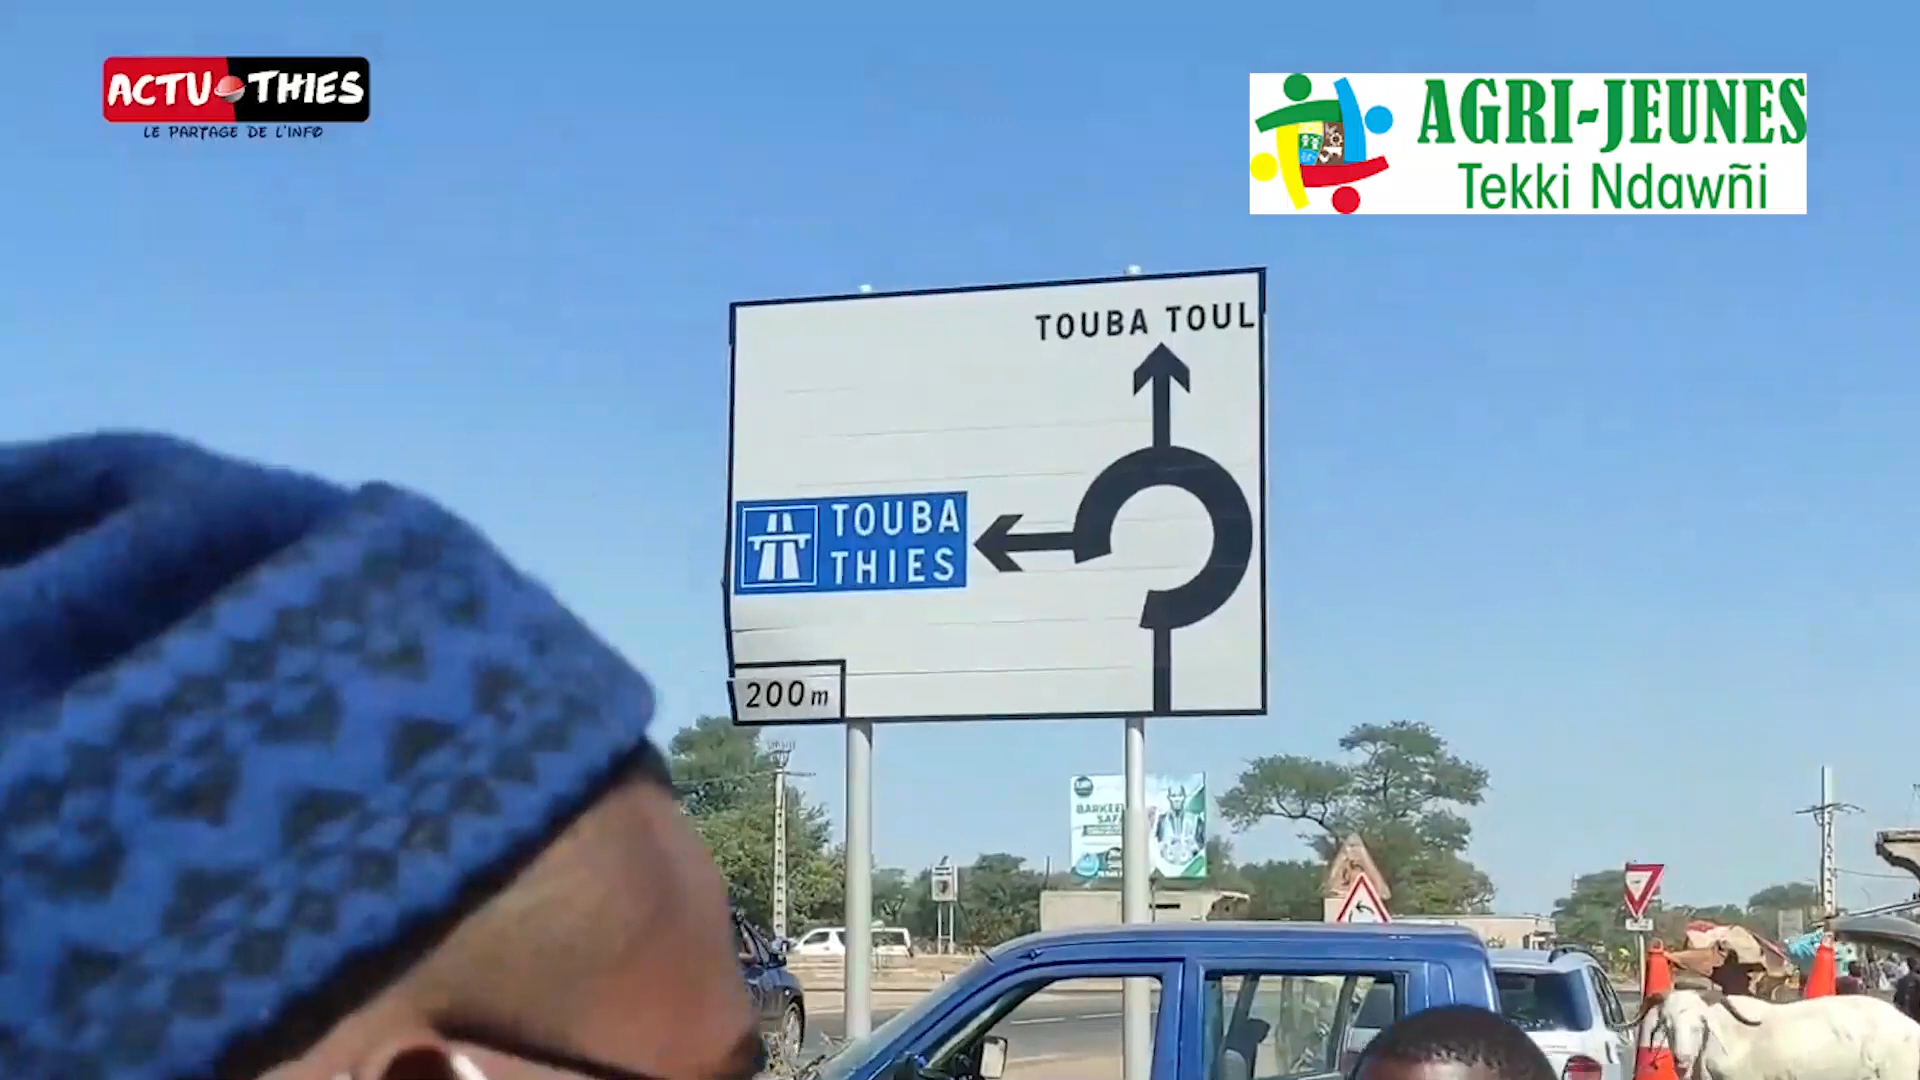 ACTU THIES
LE PARTAGE DE L'INFO
AGRI-JEUNES
Tekki Ndawñi
TOUBA TOUL
TOUBA
THIES
200m